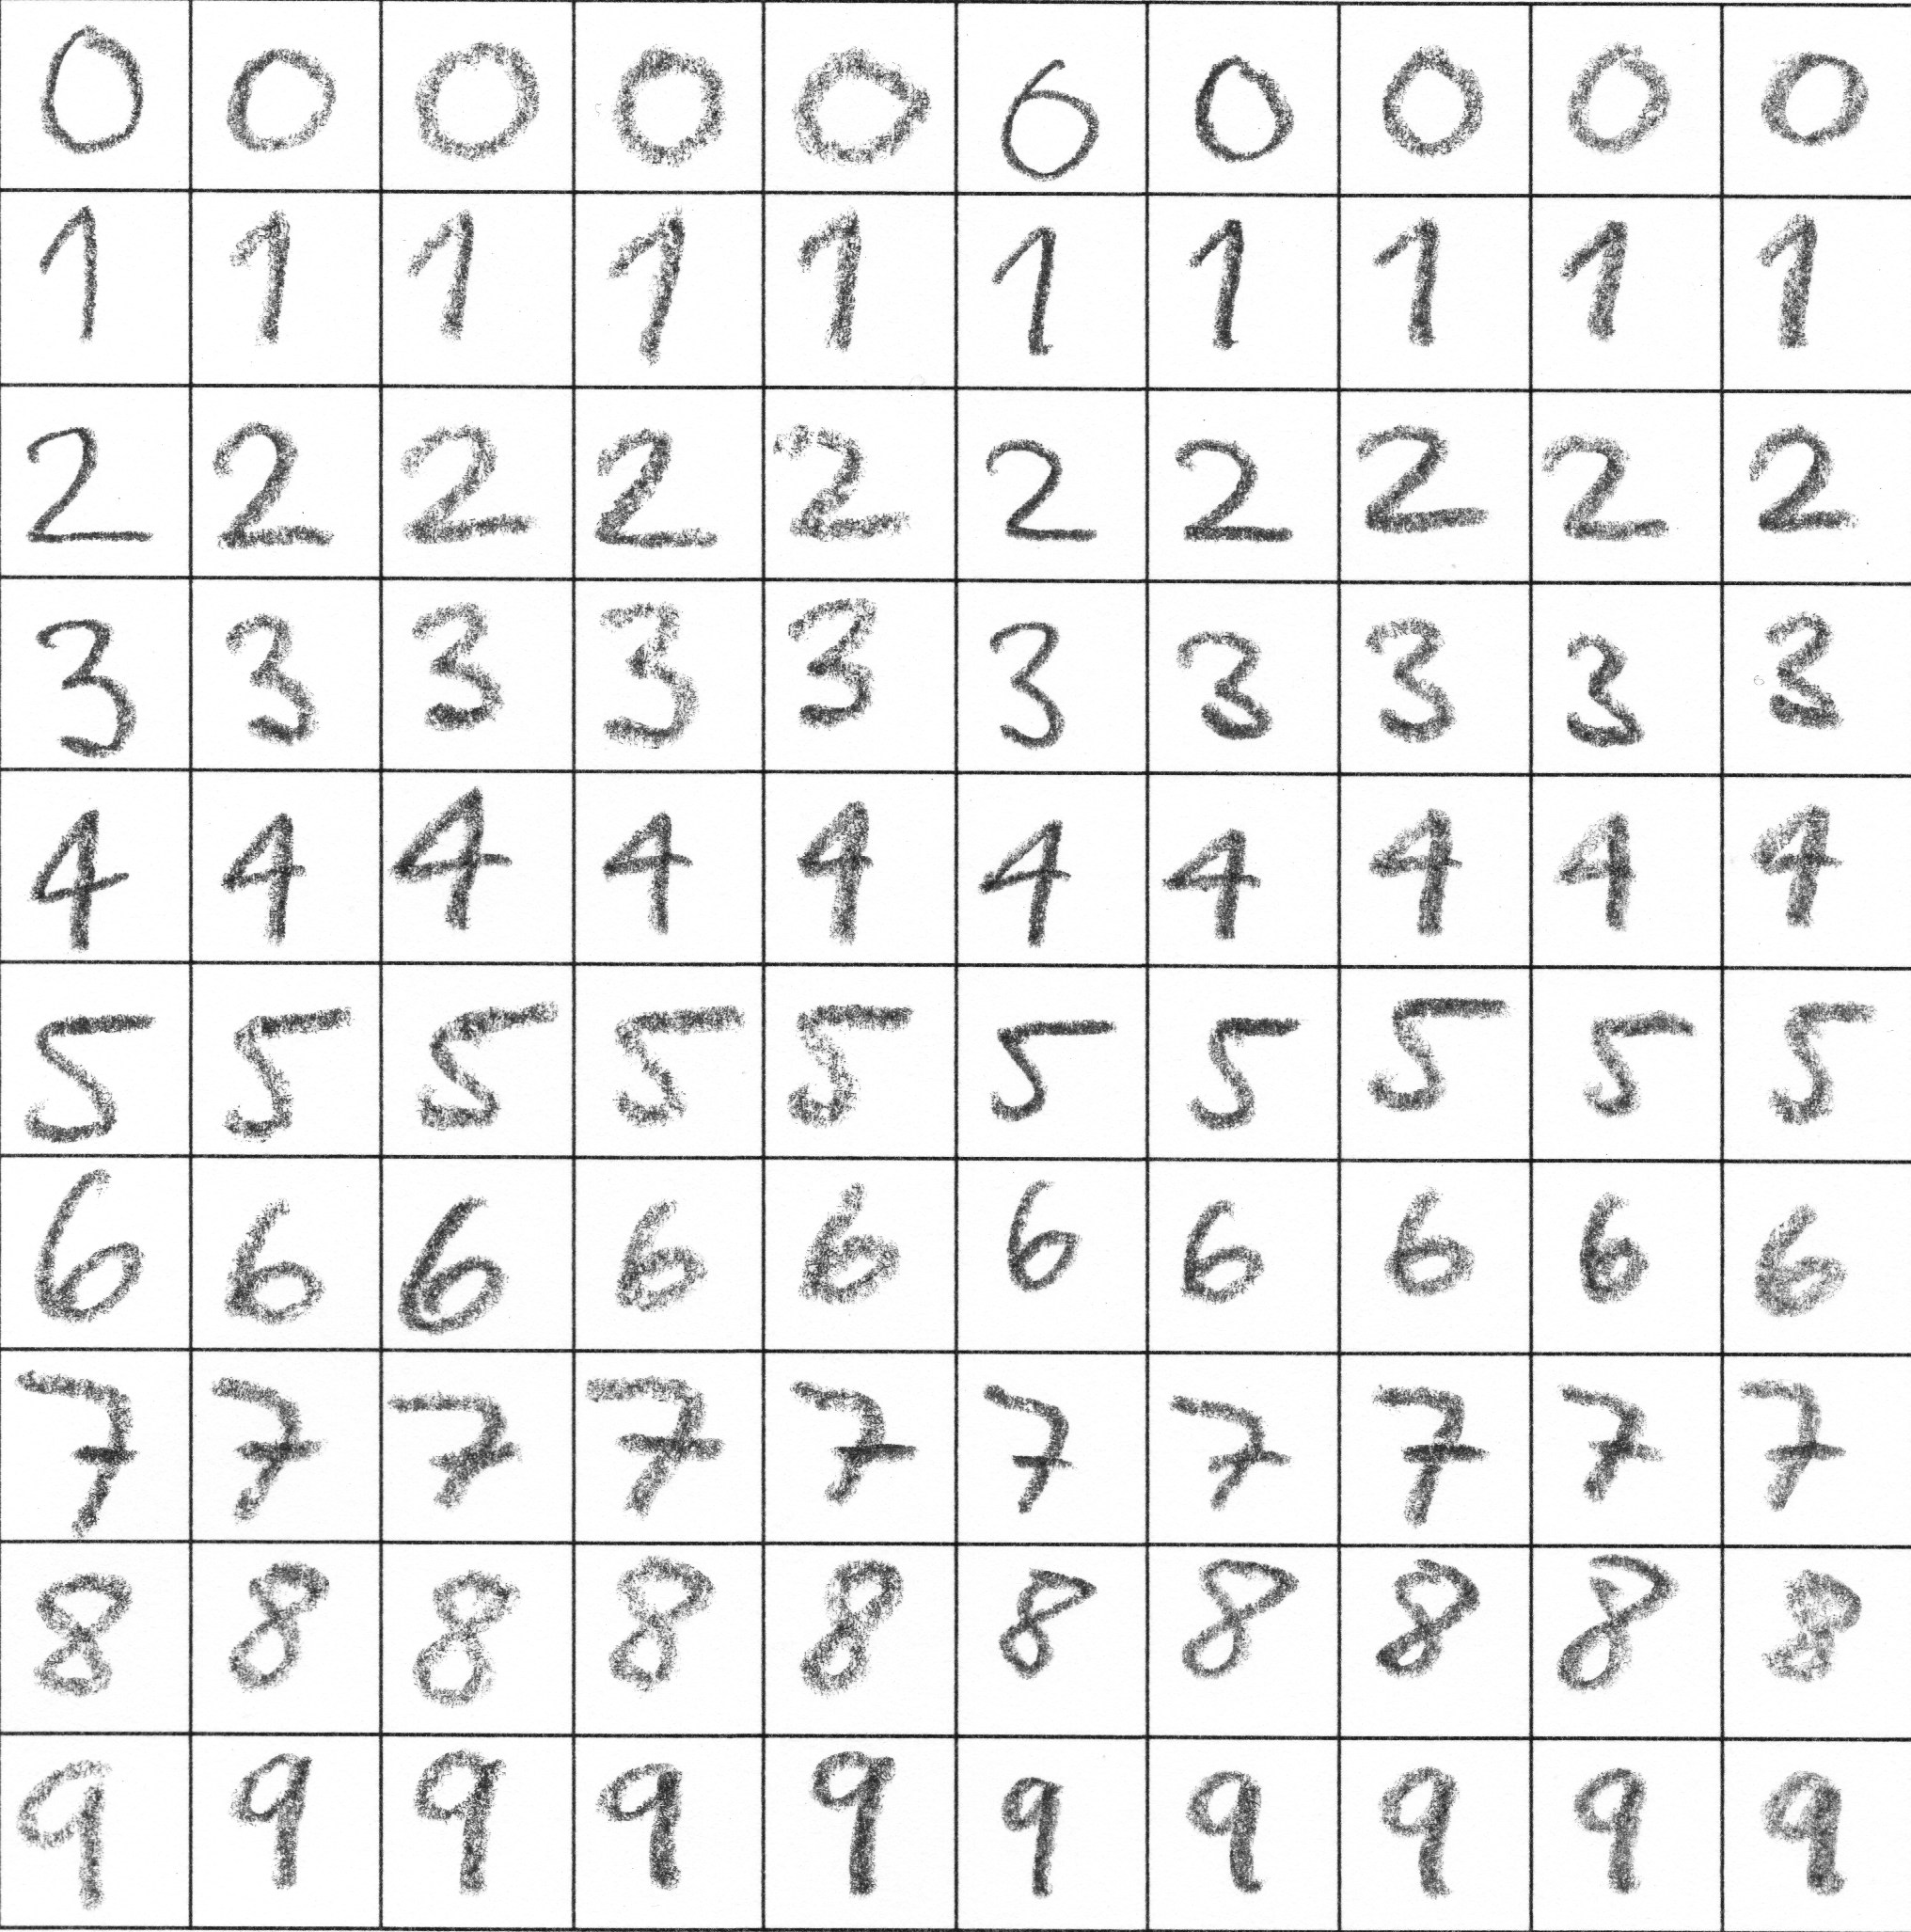 0 0 0 0 0 6 0 0 0 0
1 1 1 1 1 1 1 1 1 1
2 2 2 2 2 2 2 2 2 2
3 3 3 3 3 3 3 3 3 3
4 4 4 4 4 4 4 4 4 4
5 5 5 5 5 5 5 5 5 5
6 6 6 6 6 6 6 6 6 6
7 7 7 7 7 7 7 7 7 7
8 8 8 8 8 8 8 8 8 8
9 9 9 9 9 9 9 9 9 9